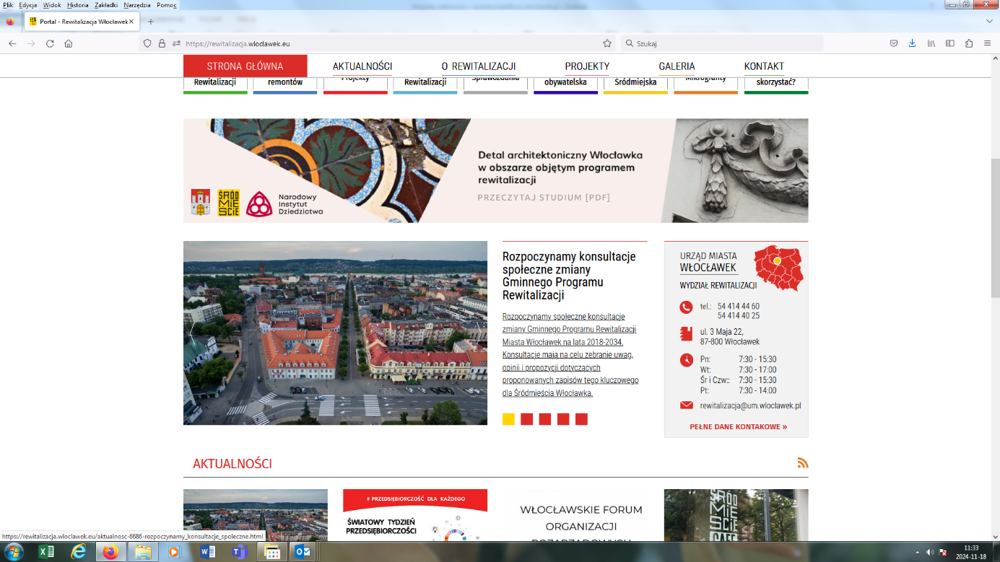 Plik Edycja Widok Historia Zakładki Narzędzia Pomoc
Portal - Rewitalizacja Włocławek
https://rewitalizacja.wloclawek.eu
Szukaj
STRONA GŁÓWNA
AKTUALNOŚCI
O REWITALIZACJI
PROJEKTY
GALERIA
KONTAKT
Rewitalizacji
remontów
Projekty
Rewitalizacji
Sprawozdania
obywatelska
Śródmiejska
Mikrogranty
skorzystać?
Detal architektoniczny Włocławka
w obszarze objętym programem
rewitalizacji
PRZECZYTAJ STUDIUM [PDF]
ŚRÓD
MIEŚ
CIE
Narodowy
Instytut
Dziedzictwa
Rozpoczynamy konsultacje
społeczne zmiany
Gminnego Programu
Rewitalizacji
Rozpoczynamy społeczne konsultacje
zmiany Gminnego Programu Rewitalizacji
Miasta Włocławek na lata 2018-2034.
Konsultacje mają na celu zebranie uwag,
opinii i propozycji dotyczących
proponowanych zapisów tego kluczowego
dla Śródmieścia Włocławka.
URZĄD MIASTA
WŁOCŁAWEK
WYDZIAŁ REWITALIZACJI
tel.: 54 414 44 60
54 414 40 25
ul. 3 Maja 22,
87-800 Włocławek
Pn: 7:30 - 15:30
Wt: 7:30 - 17:00
Śr i Czw:: 7:30 - 15:30
Pt: 7:30 - 14:00
rewitalizacja@um.wloclawek.pl
PEŁNE DANE KONTAKOWE »
AKTUALNOŚCI
# PRZEDSIĘBIORCZOŚĆ DLA KAŻDEGO
ŚWIATOWY TYDZIEŃ
PRZEDSIĘBIORCZOŚCI
WŁOCŁAWSKIE FORUM
ORGANIZACJI
POZARZĄDOWYCH
ŚRÓD
MIEŚ
CIE
CAFE
https://rewitalizacja.wloclawek.eu/aktualnosc-6686-rozpoczynamy_konsultacje_spoleczne.html
11:33
2024-11-18